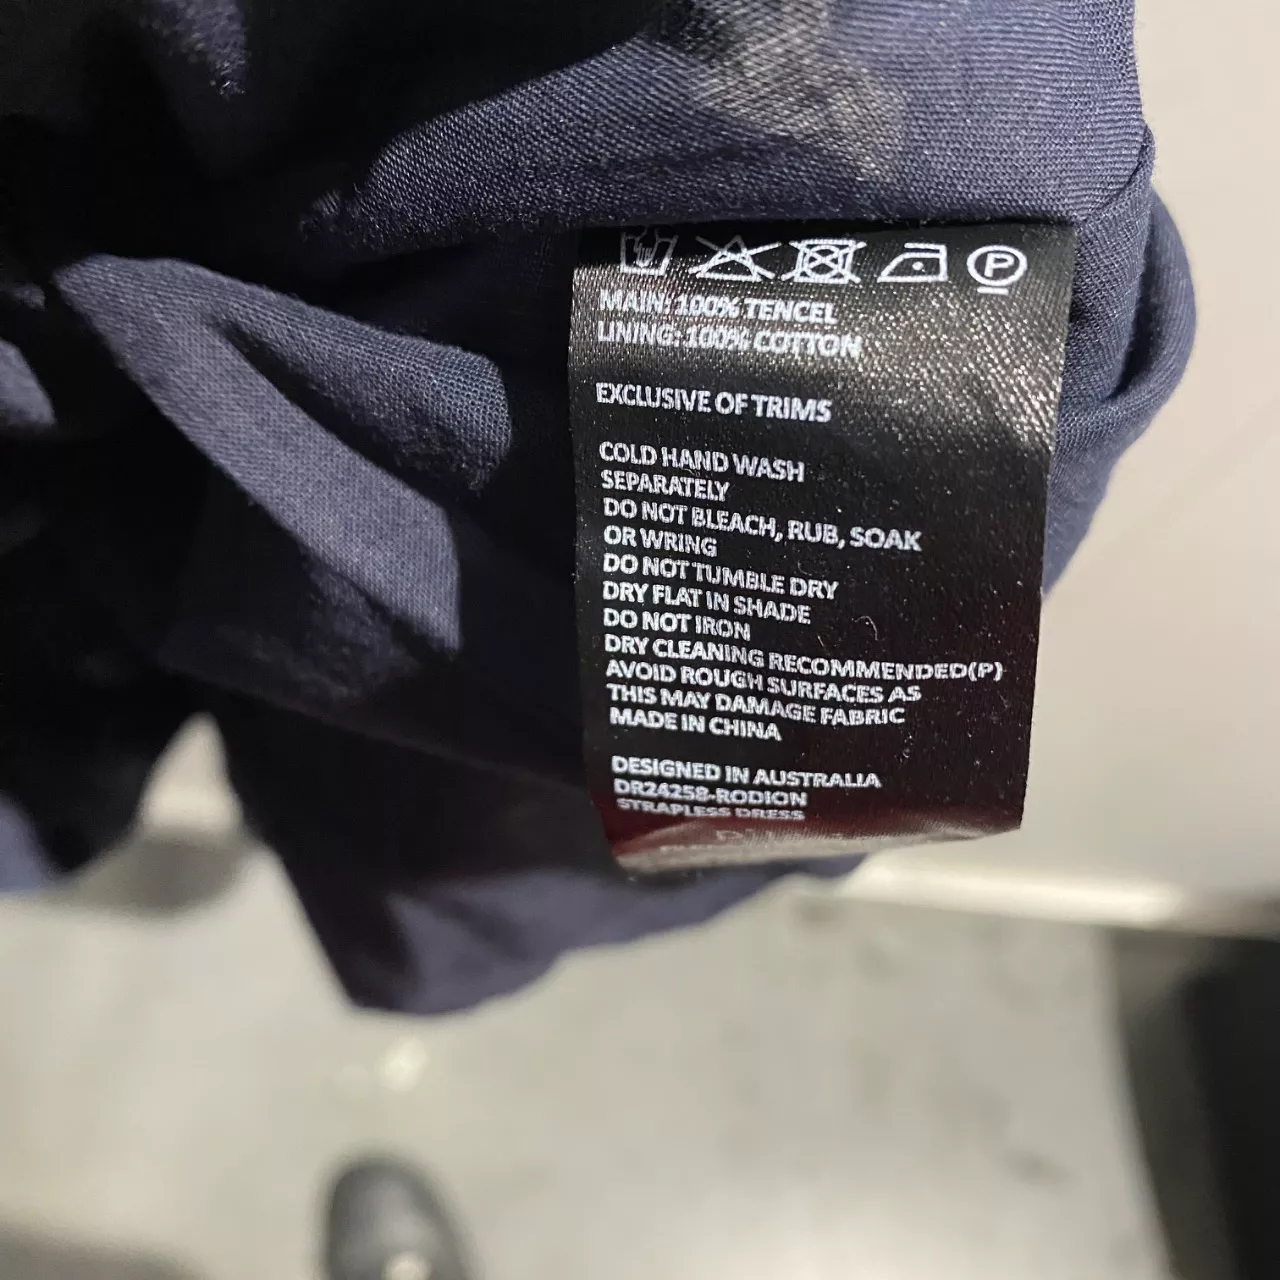 P
MAIN: 100% TENCEL
LINING: 100% COTTON
EXCLUSIVE OF TRIMS
COLD HAND WASH
SEPARATELY
DO NOT BLEACH, RUB, SOAK
OR WRING
DO NOT TUMBLE DRY
DRY FLAT IN SHADE
DO NOT IRON
DRY CLEANING RECOMMENDED(P)
AVOID ROUGH SURFACES AS
THIS MAY DAMAGE FABRIC
MADE IN CHINA
DESIGNED IN AUSTRALIA
DR24258-RODION
STRAPLESS DRESS